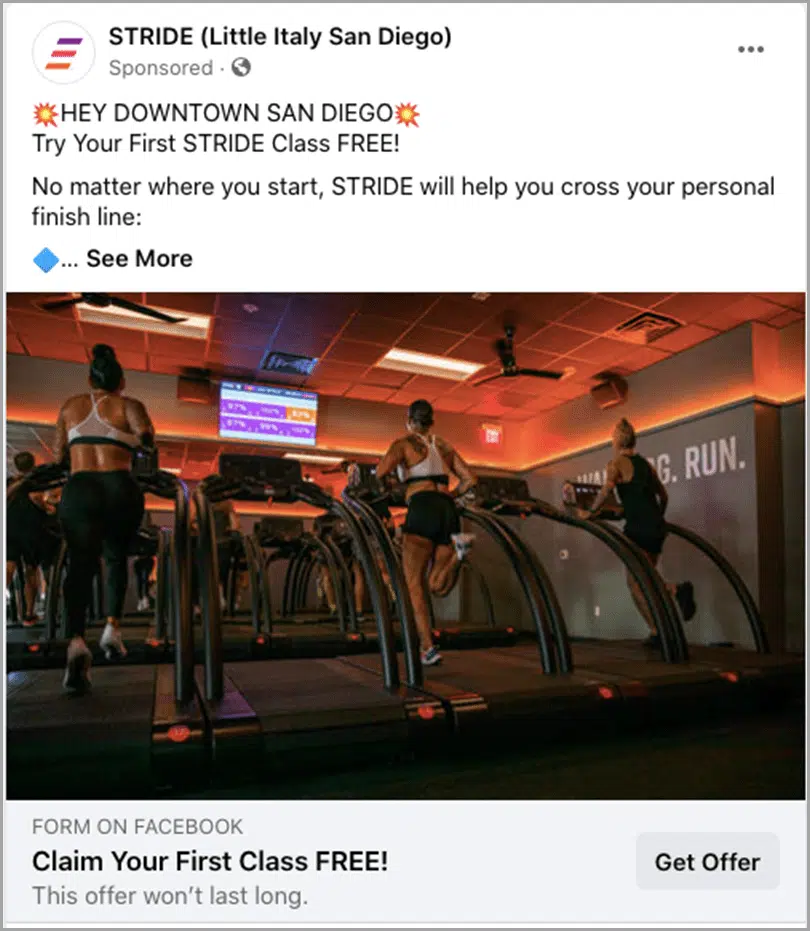 STRIDE (Little Italy San Diego)
Sponsored ·
💥HEY DOWNTOWN SAN DIEGO💥
Try Your First STRIDE Class FREE!
No matter where you start, STRIDE will help you cross your personal
finish line:
🔷... See More
RUN.
FORM ON FACEBOOK
Claim Your First Class FREE!
This offer won't last long.
Get Offer